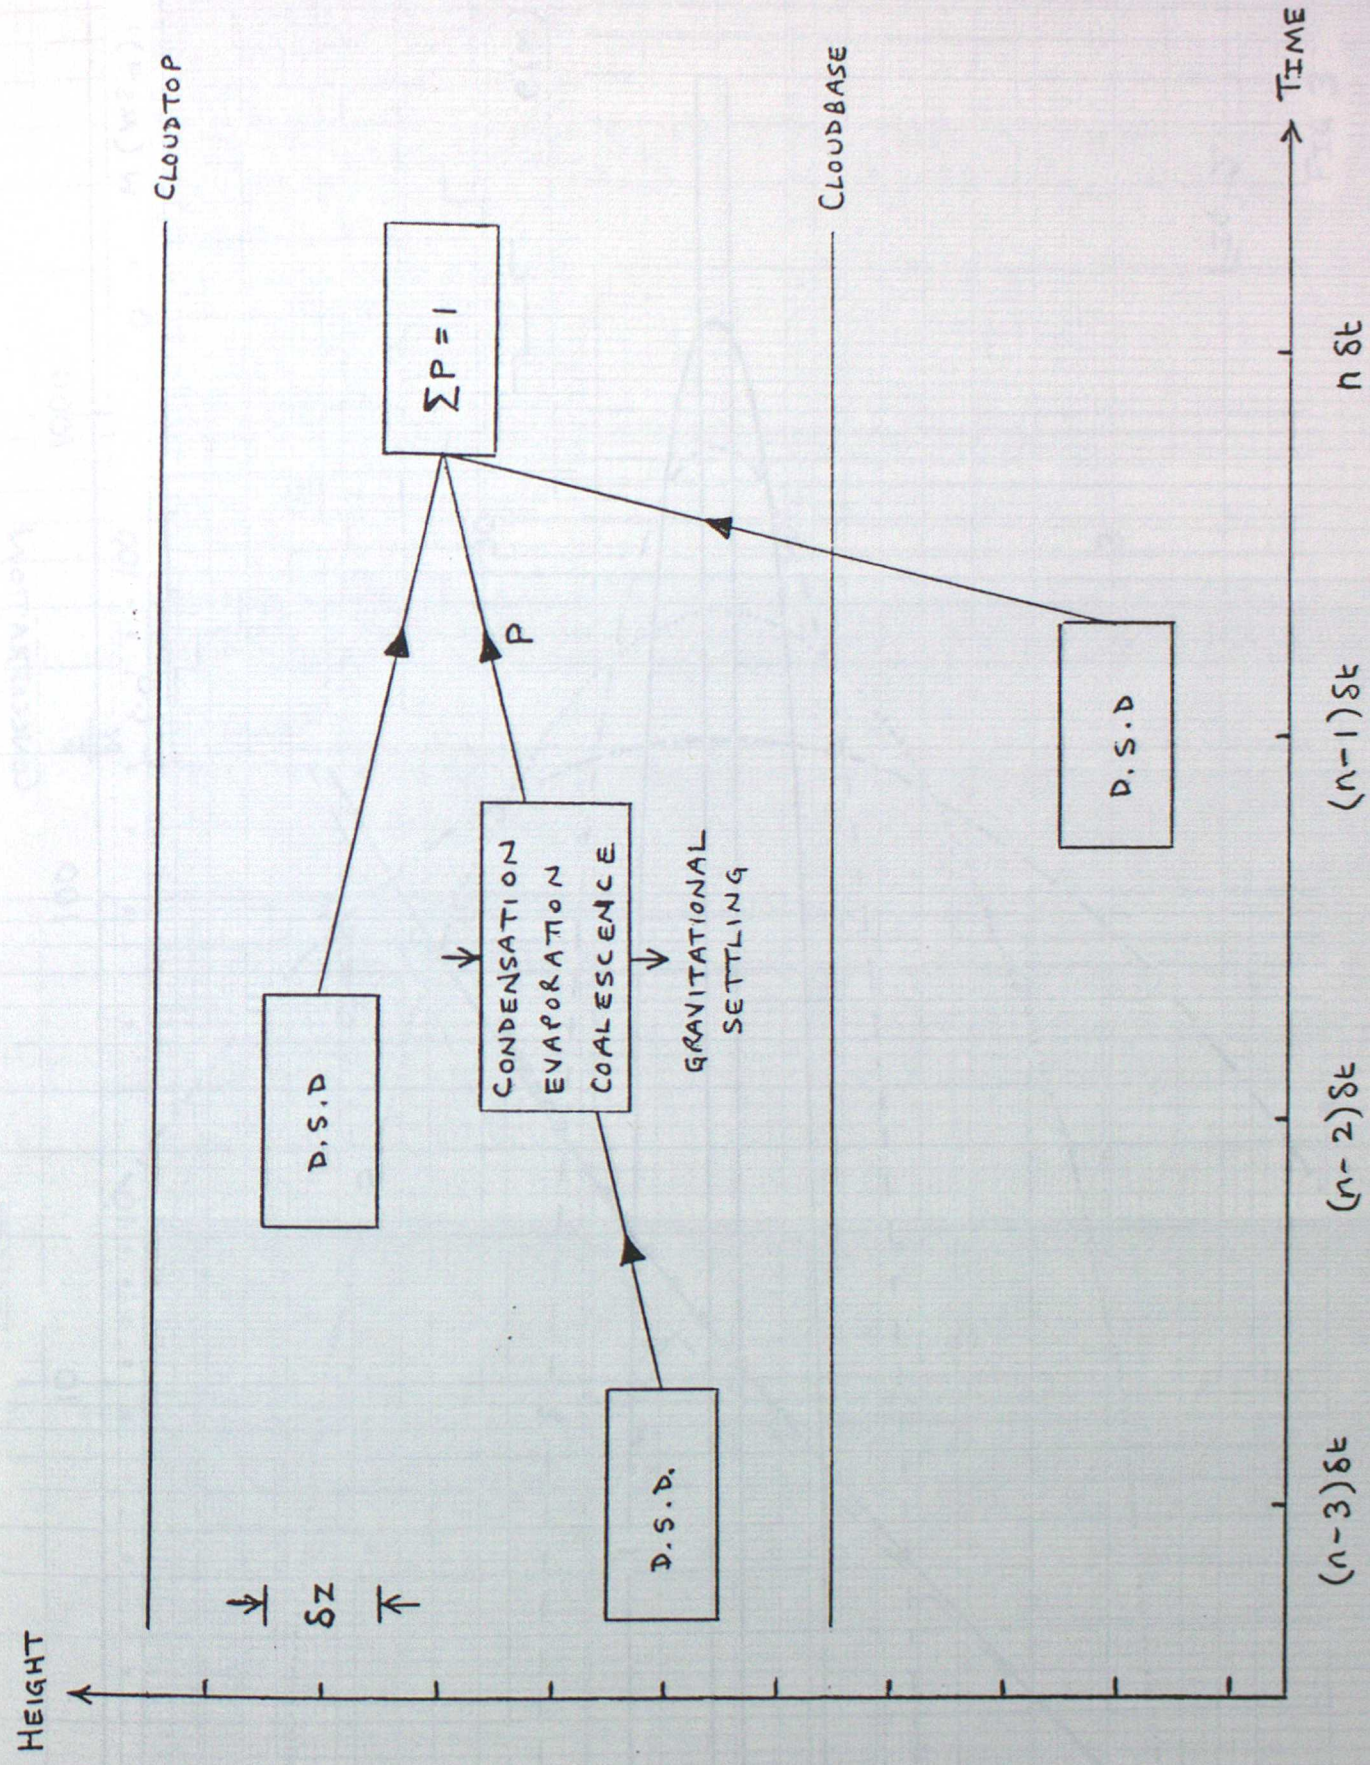 HEIGHT
CLOUDTOP
δZ
D.S.D
ΣP = 1
P
CONDENSATION
EVAPORATION
COALESCENCE
GRAVITATIONAL
SETTLING
D.S.D.
CLOUDBASE
D.S.D
TIME
(n-3)δt
(n-2)δt
(n-1)δt
n δt